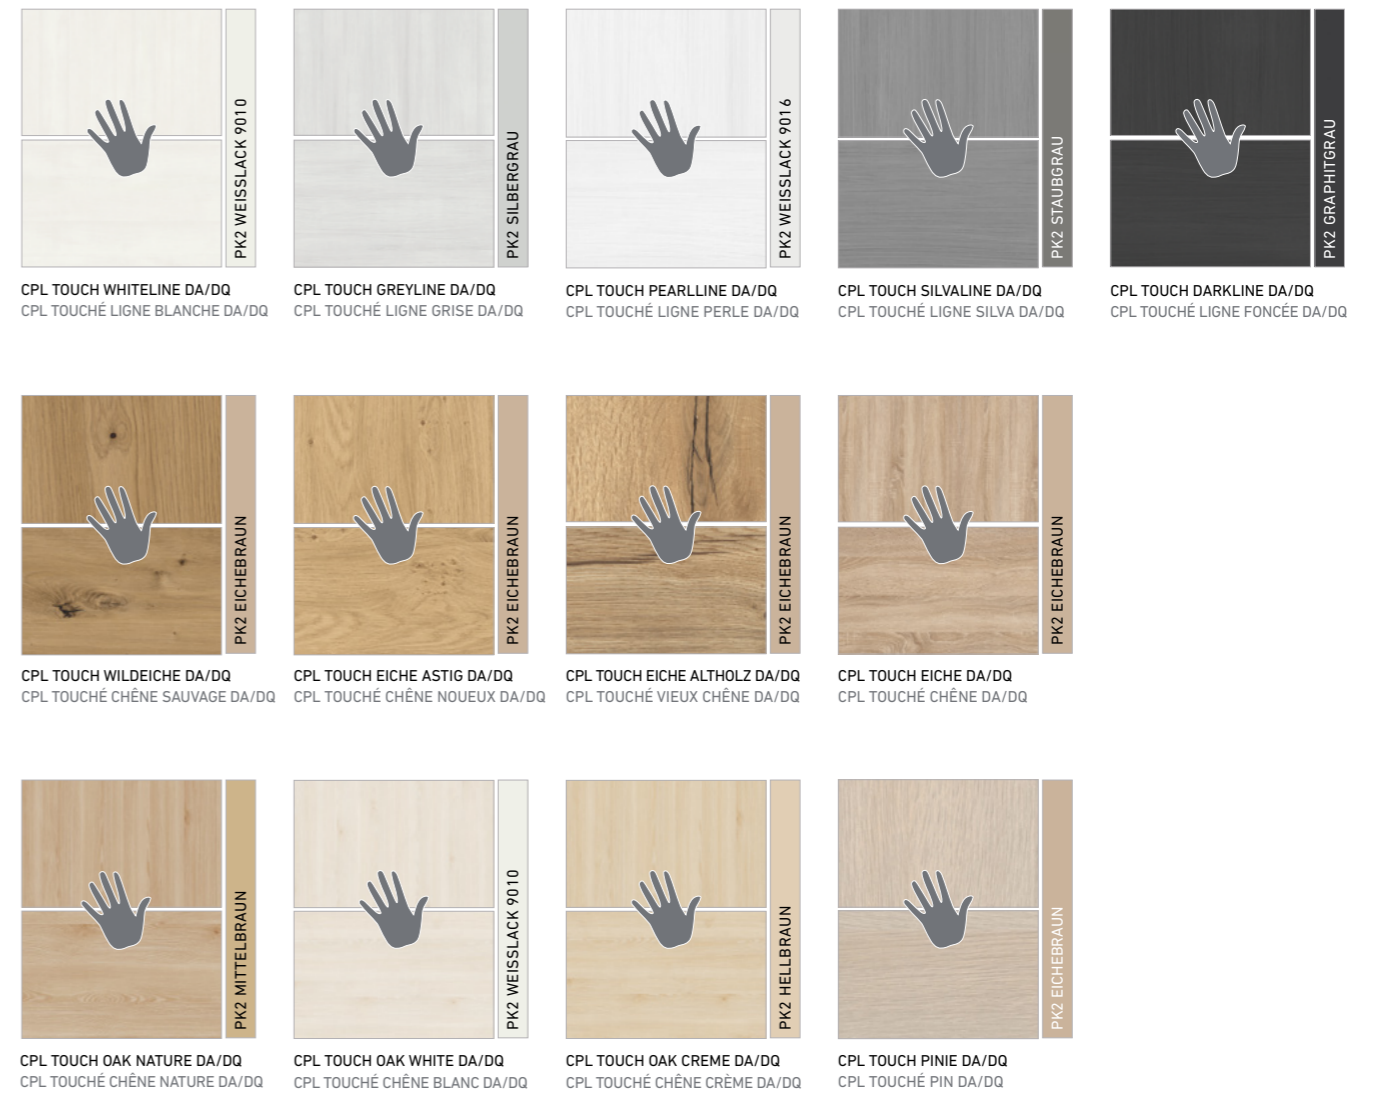 PK2 WEISSLACK 9010
CPL TOUCH WHITELINE DA/DQ
CPL TOUCHÉ LIGNE BLANCHE DA/DQ
PK2 SILBERGRAU
CPL TOUCH GREYLINE DA/DQ
CPL TOUCHÉ LIGNE GRISE DA/DQ
PK2 WEISSLACK 9016
CPL TOUCH PEARLLINE DA/DQ
CPL TOUCHÉ LIGNE PERLE DA/DQ
PK2 STAUBGRAU
CPL TOUCH SILVALINE DA/DQ
CPL TOUCHÉ LIGNE SILVA DA/DQ
PK2 GRAPHITGRAU
CPL TOUCH DARKLINE DA/DQ
CPL TOUCHÉ LIGNE FONCÉE DA/DQ
PK2 EICHEBRAUN
CPL TOUCH WILDEICHE DA/DQ
CPL TOUCHÉ CHÊNE SAUVAGE DA/DQ
PK2 EICHEBRAUN
CPL TOUCH EICHE ASTIG DA/DQ
CPL TOUCHÉ CHÊNE NOUEUX DA/DQ
PK2 EICHEBRAUN
CPL TOUCH EICHE ALTHOLZ DA/DQ
CPL TOUCHÉ VIEUX CHÊNE DA/DQ
PK2 EICHEBRAUN
CPL TOUCH EICHE DA/DQ
CPL TOUCHÉ CHÊNE DA/DQ
PK2 MITTELBRAUN
CPL TOUCH OAK NATURE DA/DQ
CPL TOUCHÉ CHÊNE NATURE DA/DQ
PK2 WEISSLACK 9010
CPL TOUCH OAK WHITE DA/DQ
CPL TOUCHÉ CHÊNE BLANC DA/DQ
PK2 HELLBRAUN
CPL TOUCH OAK CREME DA/DQ
CPL TOUCHÉ CHÊNE CRÈME DA/DQ
PK2 EICHEBRAUN
CPL TOUCH PINIE DA/DQ
CPL TOUCHÉ PIN DA/DQ